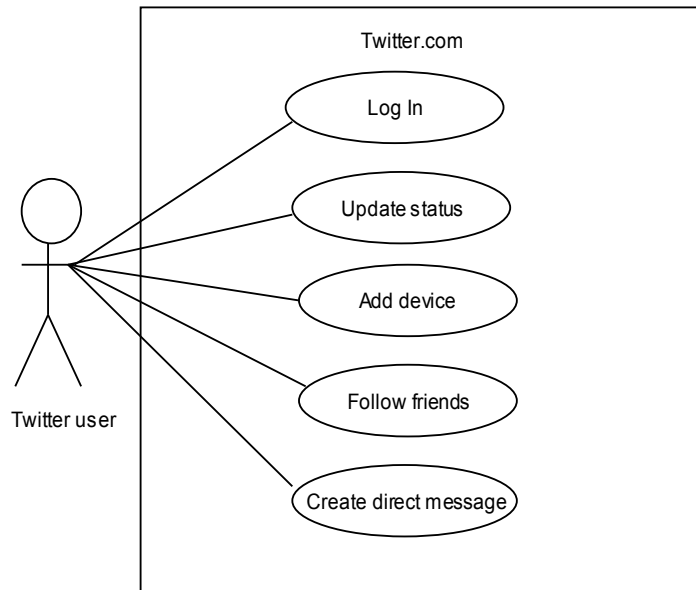 Twitter.com
Log In
Update status
Add device
Follow friends
Twitter user
Create direct message